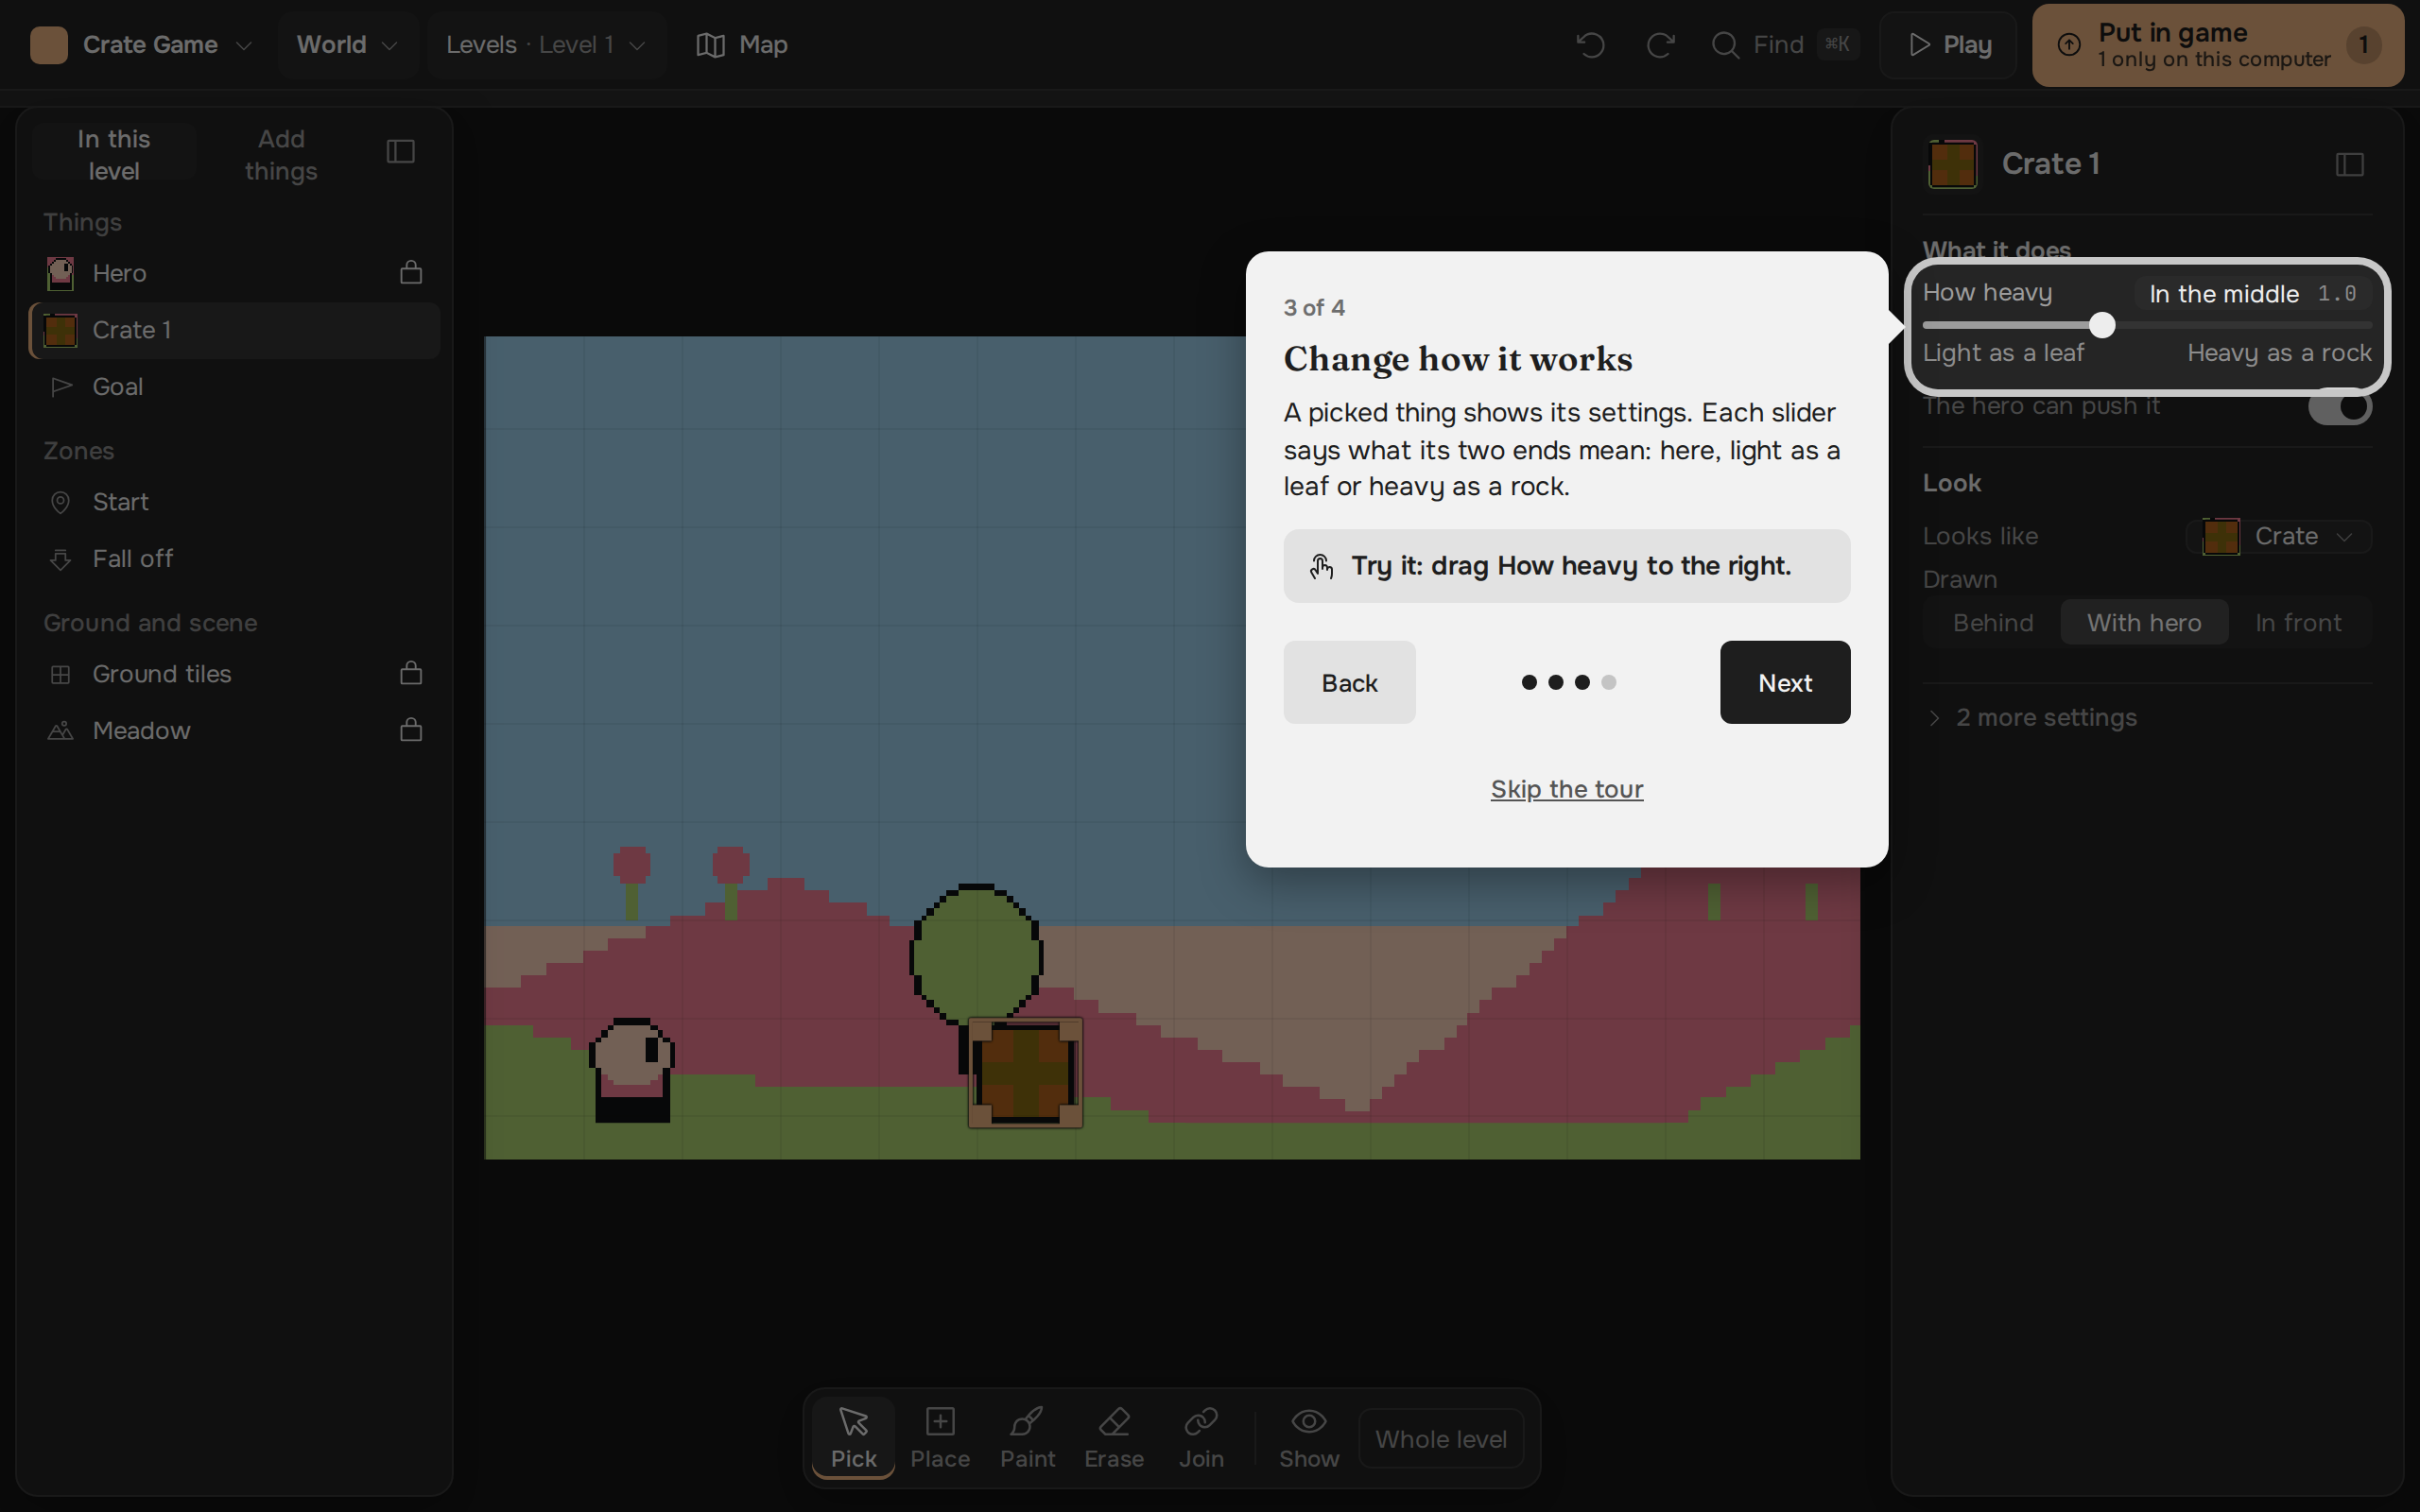 Crate Game
World
Levels · Level 1
Map
Find ⌘K
Play
Put in game
1 only on this computer
1
In this
level
Add
things
Things
Hero
Crate 1
Goal
Zones
Start
Fall off
Ground and scene
Ground tiles
Meadow
3 of 4
Change how it works
A picked thing shows its settings. Each slider
says what its two ends mean: here, light as a
leaf or heavy as a rock.
Try it: drag How heavy to the right.
Back
Next
Skip the tour
Pick
Place
Paint
Erase
Join
Show
Whole level
Crate 1
What it does
How heavy
In the middle 1.0
Light as a leaf
Heavy as a rock
The hero can push it
Look
Looks like
Crate
Drawn
Behind
With hero
In front
2 more settings